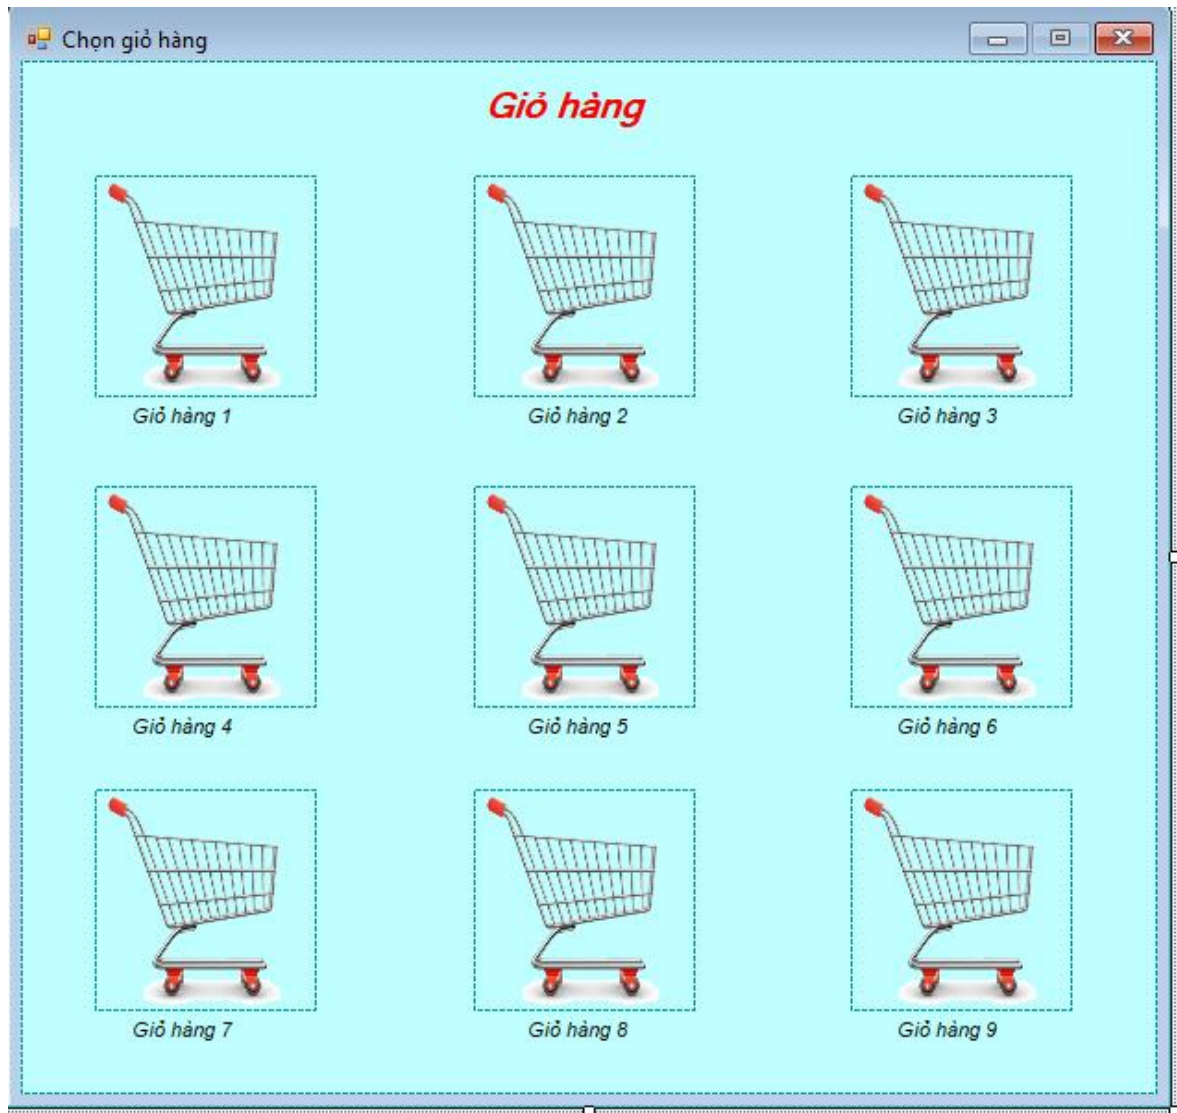 Chọn giỏ hàng
Giỏ hàng
Giỏ hàng 1
Giỏ hàng 2
Giỏ hàng 3
Giỏ hàng 4
Giỏ hàng 5
Giỏ hàng 6
Giỏ hàng 7
Giỏ hàng 8
Giỏ hàng 9